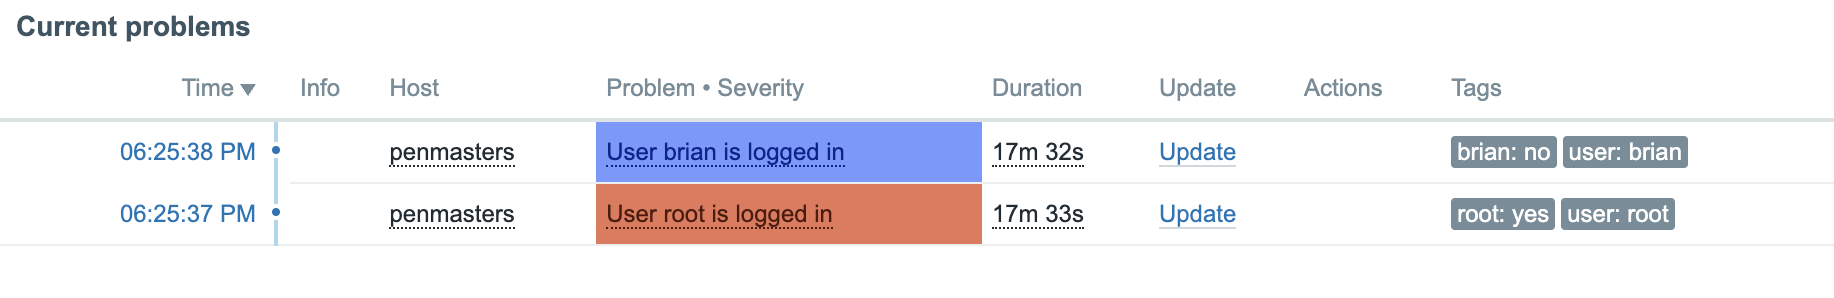 Current problems
Time ▼ Info Host Problem • Severity Duration Update Actions Tags
06:25:38 PM penmasters User brian is logged in 17m 32s Update brian: no user: brian
06:25:37 PM penmasters User root is logged in 17m 33s Update root: yes user: root